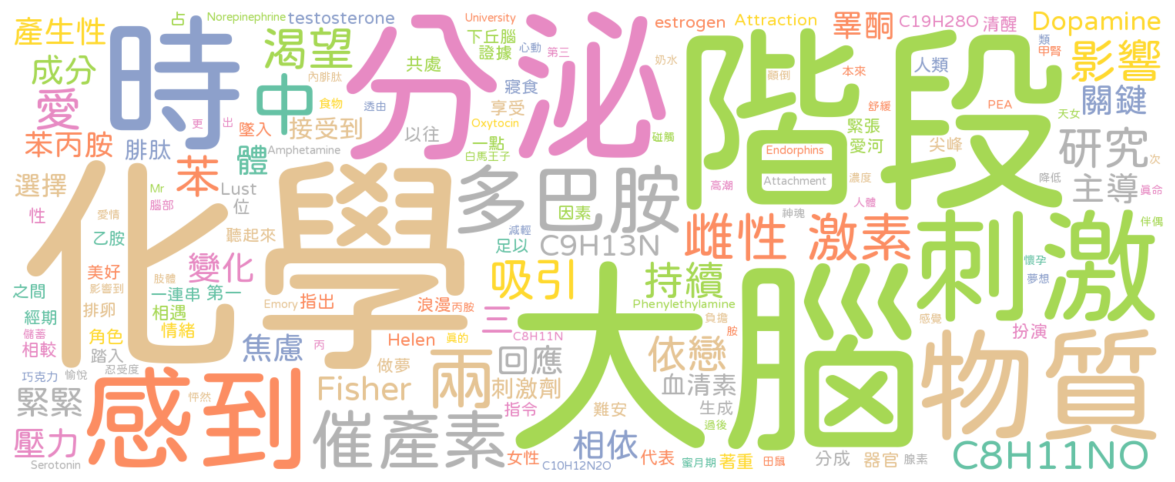 產生性
占
Norepinephrine
testosterone
時
成分
愛
渴望
中
分泌
下丘腦
證據
共處
內腓肽
食物
透由
更
出
University
心動
第三
奶水
estrogen
Attraction
睪酮
C19H28O
清醒
類
甲腎
Dopamine
影響
階段
人類
顛倒
本來
舒緩
PEA
天女
關鍵
寢食
享受
Oxytocin
一點
白馬王子
以往
墜入
接受到
Amphetamine
苯丙胺
腓肽
苯
體
磁觸
Endorphins
Attachment
緊張
愛河
尖峰
濃度
高潮
神魂
人體
降低
研究
主導
次
真命
伴偶
選擇
性
Mr
腦部
Lust
位
愛情
乙胺
聽起來
化學
多巴胺
因素
減輕
足以
C9H13N
雌性
激素
刺激
懷孕
夢想
美好
肢體
影響到
變化
之間
排卵
一連串
第一
相遇
吸引
持續
Phenylethylamine
負擔
感覺
扮演
經期
儲蓄
相較
角色
情緒
踏入
Emory
指出
浪漫
丙胺
真的
三
C8H11N
胺
大腦
物質
巧克力
愉悅
忍受度
焦慮
Helen
丙
做夢
回應
依戀
緊緊
感到
怦然
Fisher
兩
刺激劑
血清素
生成
過後
壓力
Serotonin
催產素
指令
難安
女性
C10H12N2O
相依
代表
蜜月期
著重
田鼠
分成
器官
腺素
C8H11NO